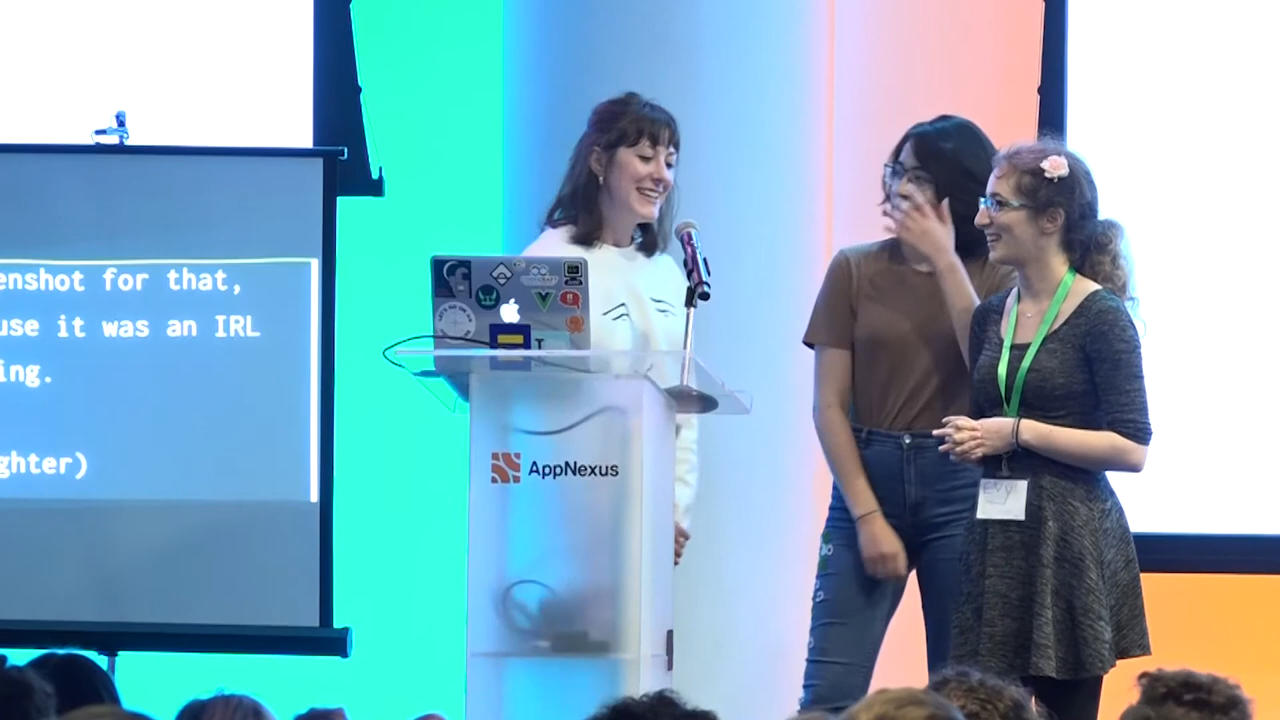 enshot for that,
use it was an IRL
ing.
ghter)
AppNexus
evy